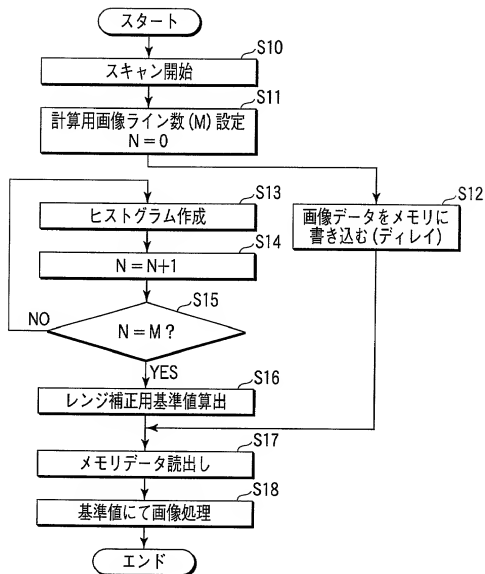 スタート
S10
スキャン開始
S11
計算用画像ライン数(M)設定
N=0
S12
画像データをメモリに
書き込む(ディレイ)
S13
ヒストグラム作成
S14
N=N+1
S15
N=M?
NO
YES
S16
レンジ補正用基準値算出
S17
メモリデータ読出し
S18
基準値にて画像処理
エンド